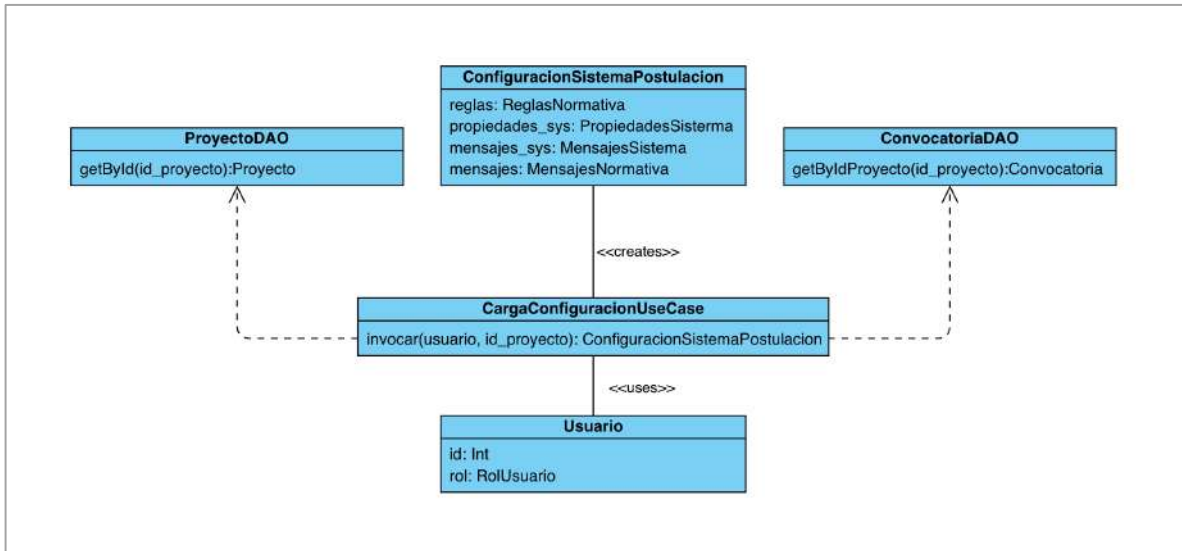 ConfiguracionSistemaPostulacion
reglas: ReglasNormativa
propiedades_sys: PropiedadesSisterma
mensajes_sys: MensajesSistema
mensajes: MensajesNormativa
ProyectoDAO
getById(id_proyecto):Proyecto
ConvocatoriaDAO
getByIdProyecto(id_proyecto):Convocatoria
<<creates>>
CargaConfiguracionUseCase
invocar(usuario, id_proyecto): ConfiguracionSistemaPostulacion
<<uses>>
Usuario
id: Int
rol: RolUsuario